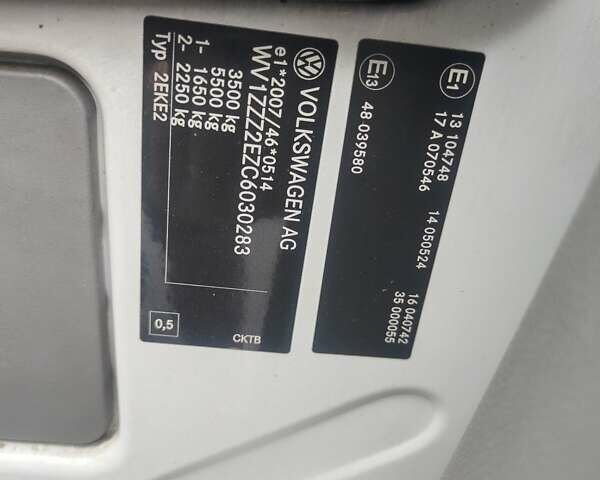 VOLKSWAGEN AG
e1*2007/46*0514
WV1ZZZ2EZC6030283
3500 kg
5500 kg
1- 1650 kg
2- 2250 kg
Typ 2EKE2
0,5
CKTB
E1
13 104748
17 A 070546
14 050524
16 040742
35 000055
E13
48-039580